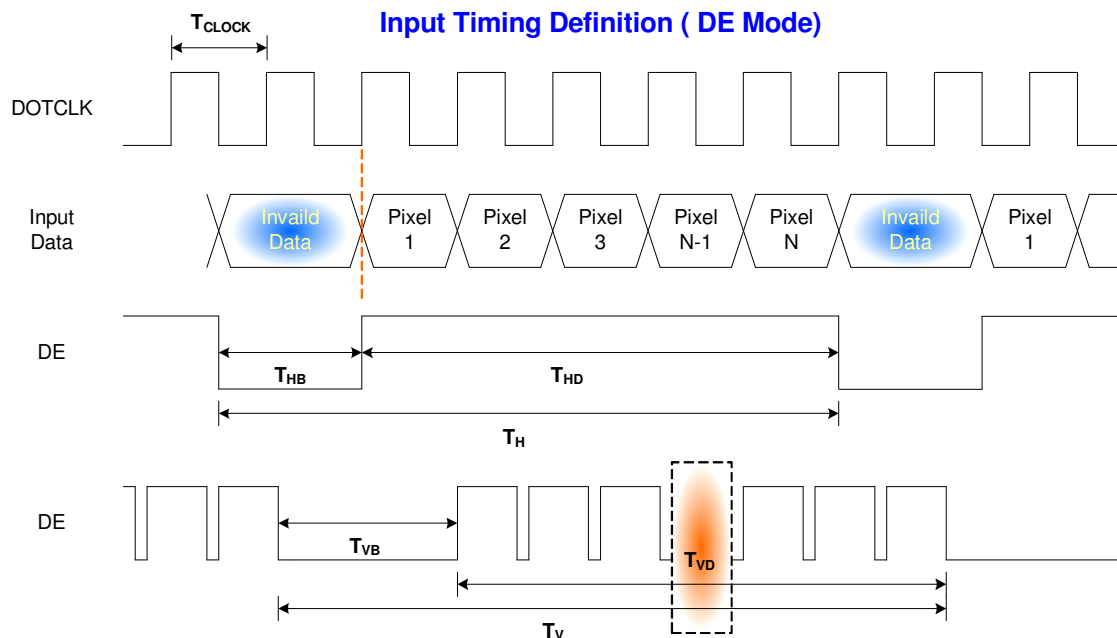 Input Timing Definition ( DE Mode)
TCLOCK
DOTCLK
Input
Data
Invaild
Data
Pixel
1
Pixel
2
Pixel
3
Pixel
N-1
Pixel
N
Invaild
Data
Pixel
1
DE
THB
THD
TH
DE
TVB
TVD
TV